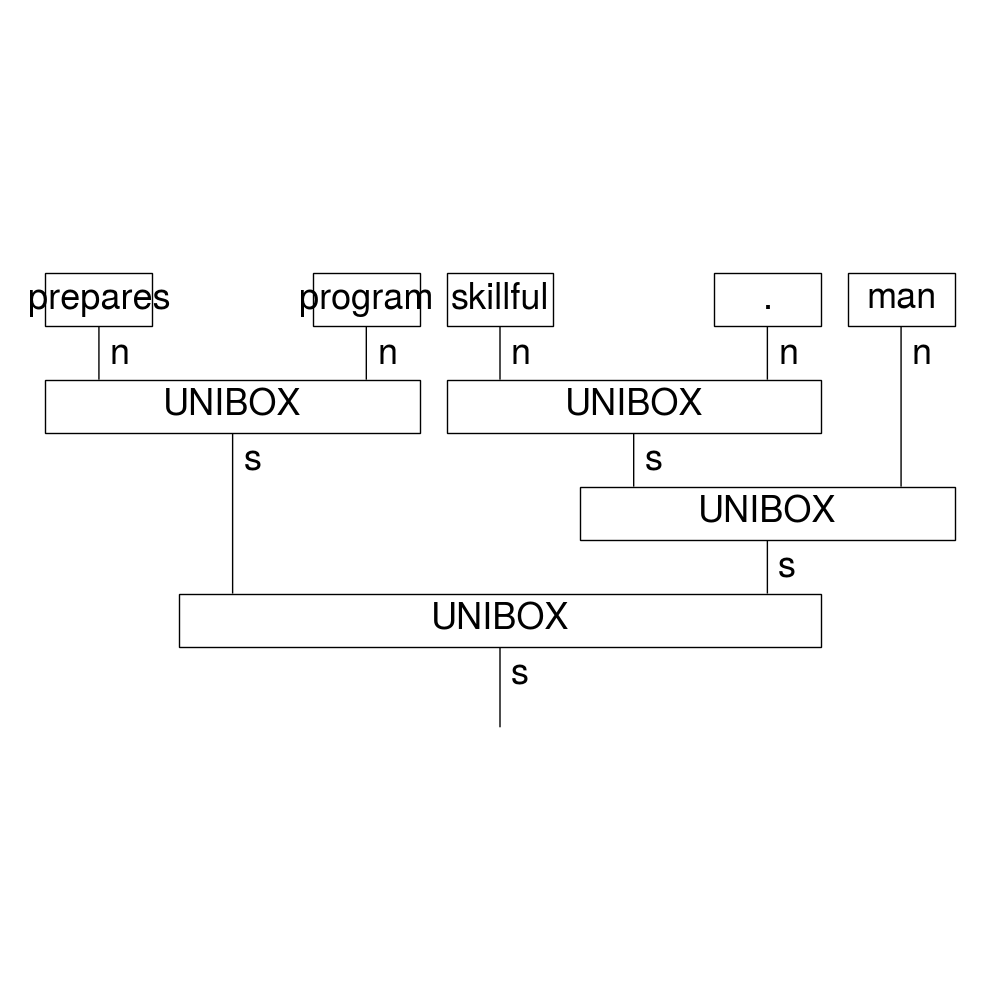 prepares program skillful . man
n n n n n
UNIBOX UNIBOX
s s
UNIBOX
s
UNIBOX
s